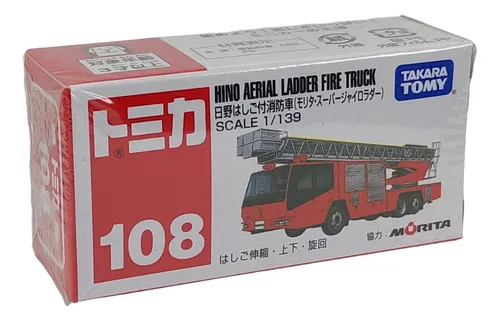 HINO AERIAL LADDER FIRE TRUCK
日野はしご付消防車(モリタ・スーパージャイロラダー)
SCALE 1/139
TAKARA
TOMY
トミカ
®
108
はしご伸縮・上下・旋回
協力:MORITA